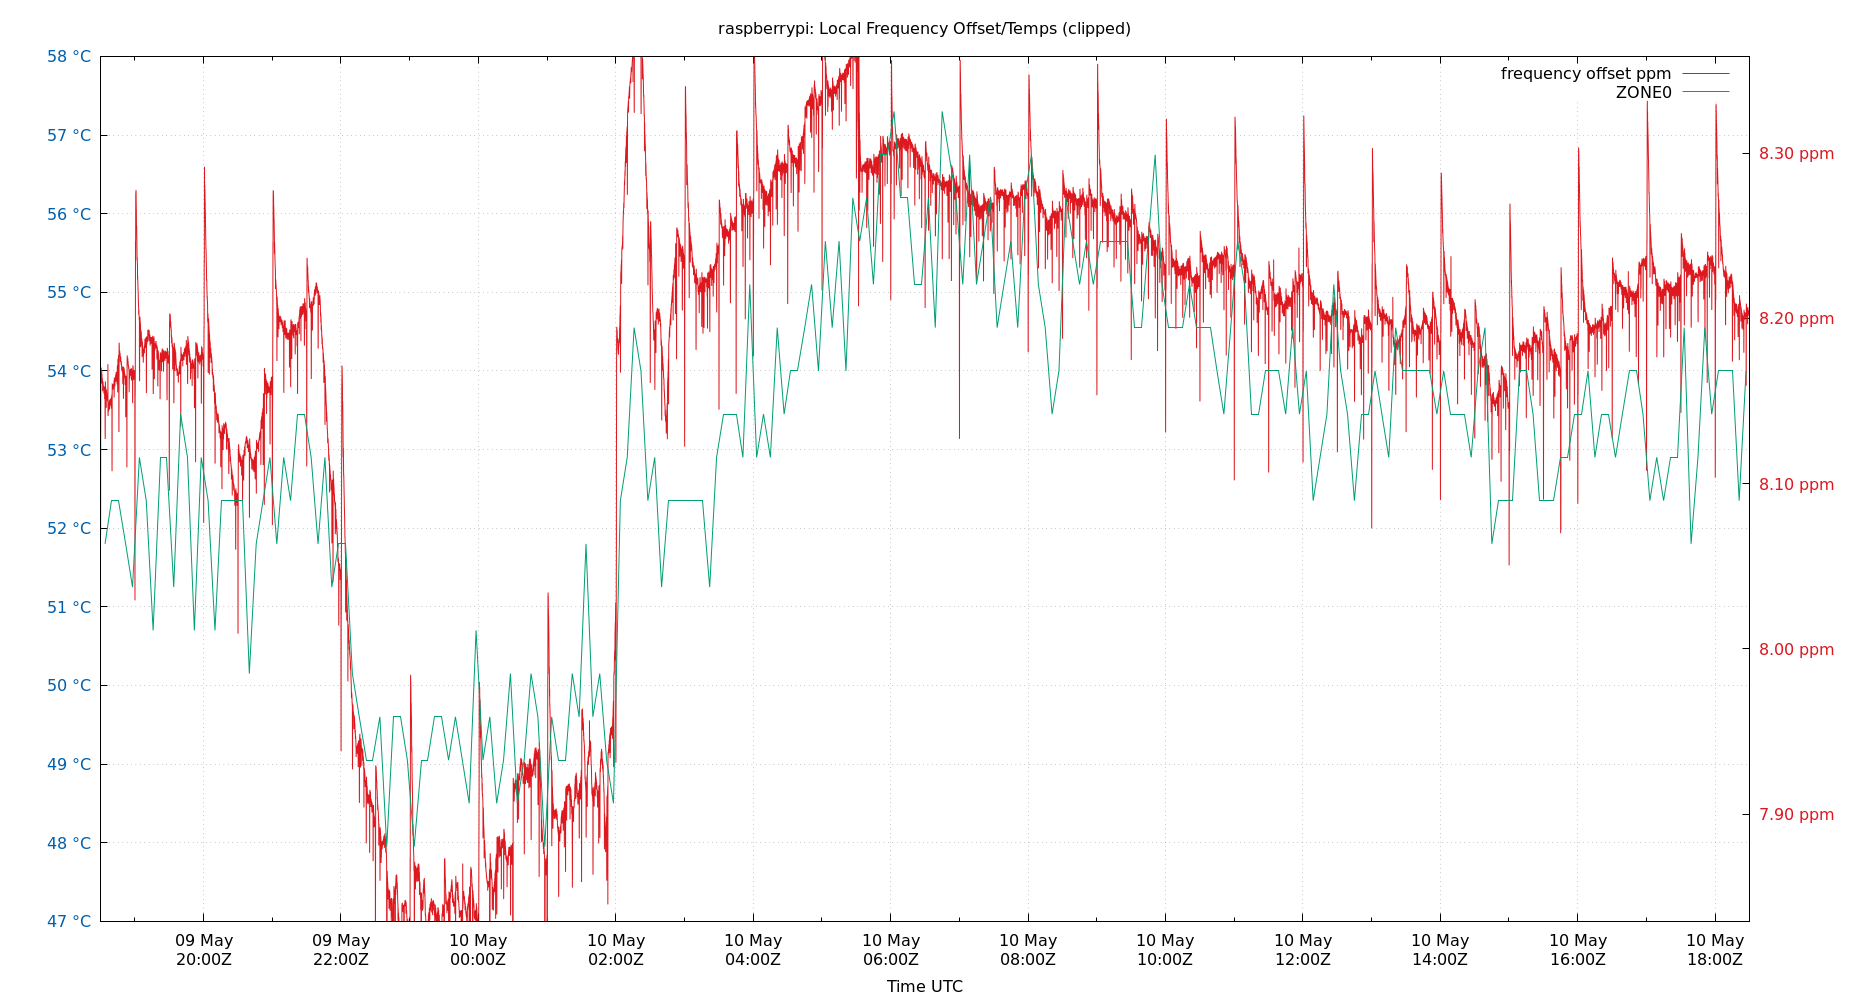 raspberrypi: Local Frequency Offset/Temps (clipped)
58 °C
57 °C
56 °C
55 °C
54 °C
53 °C
52 °C
51 °C
50 °C
49 °C
48 °C
47 °C
frequency offset ppm
ZONE0
8.30 ppm
8.20 ppm
8.10 ppm
8.00 ppm
7.90 ppm
09 May
20:00Z
09 May
22:00Z
10 May
00:00Z
10 May
02:00Z
10 May
04:00Z
10 May
06:00Z
10 May
08:00Z
10 May
10:00Z
10 May
12:00Z
10 May
14:00Z
10 May
16:00Z
10 May
18:00Z
Time UTC